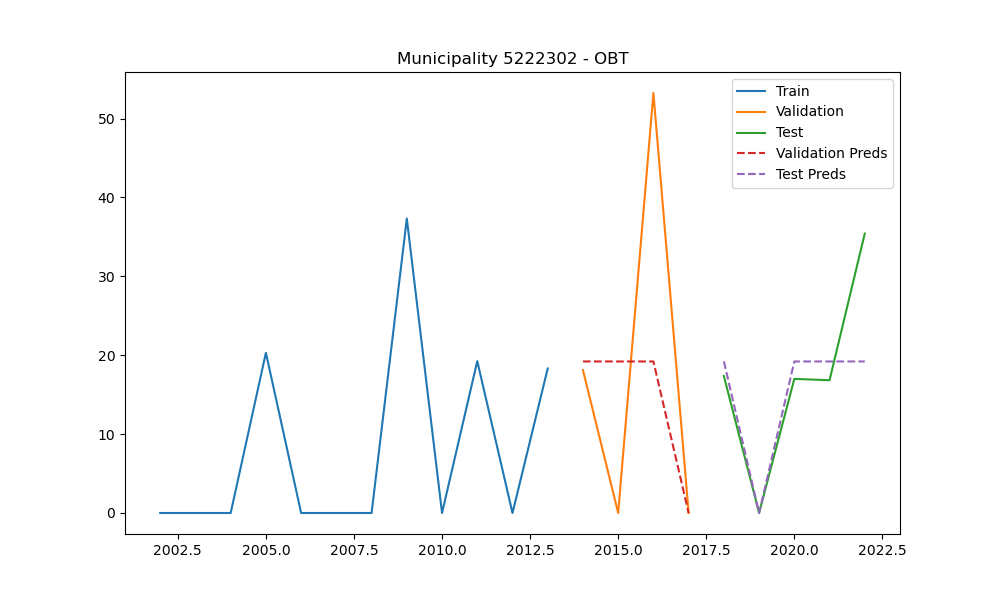 Municipality 5222302 - OBT
Train
Validation
Test
Validation Preds
Test Preds
50
40
30
20
10
0
2002.5 2005.0 2007.5 2010.0 2012.5 2015.0 2017.5 2020.0 2022.5